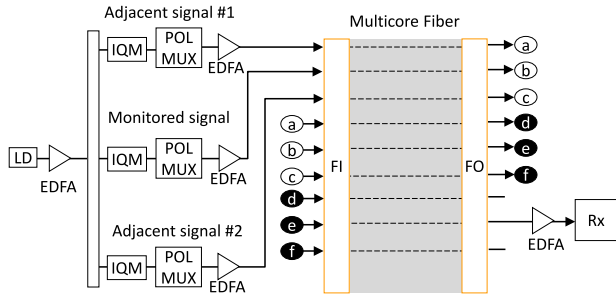 Adjacent signal #1
Multicore Fiber
IQM
POL
MUX
EDFA
Monitored signal
LD
EDFA
IQM
POL
MUX
EDFA
Adjacent signal #2
IQM
POL
MUX
EDFA
a
b
c
d
e
f
FI
FO
a
b
c
d
e
f
EDFA
Rx